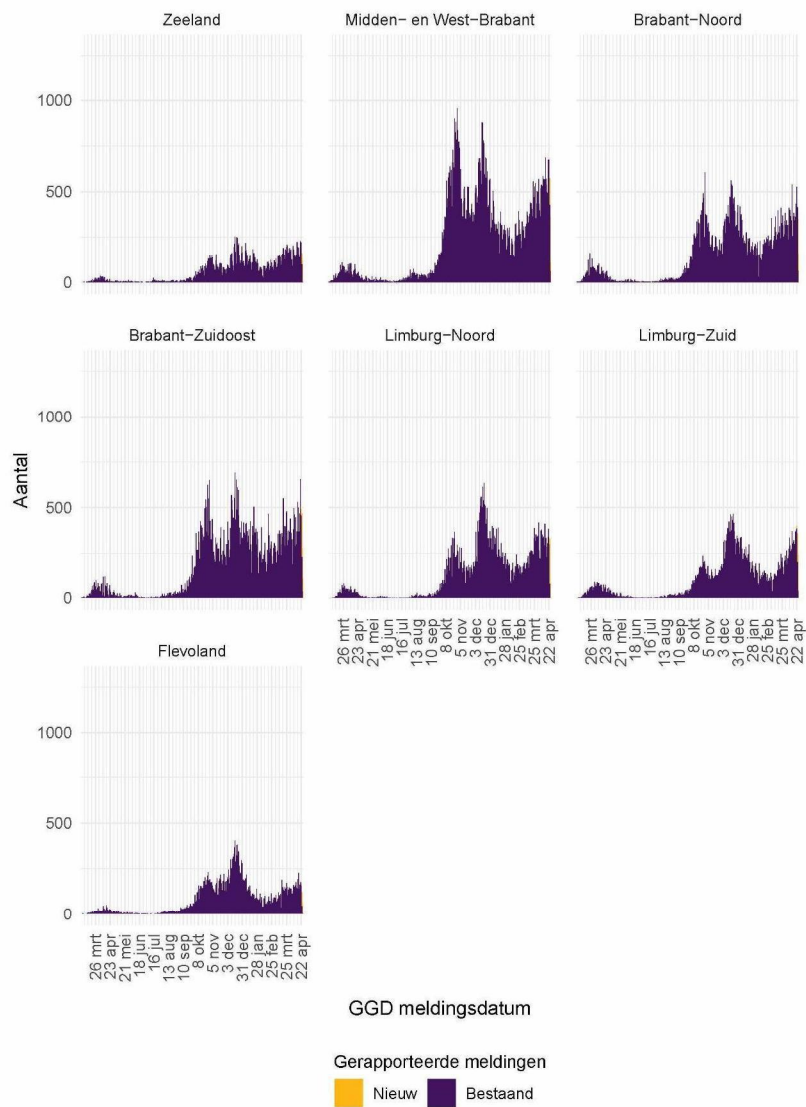 Zeeland
Midden- en West-Brabant
Brabant-Noord
1000
500
0
Brabant-Zuidoost
Limburg-Noord
Limburg-Zuid
1000
500
0
Aantal
26 mrt
23 apr
21 mei
18 jun
16 jul
13 aug
10 sep
8 okt
5 nov
3 dec
31 dec
28 jan
25 feb
25 mrt
22 apr
26 mrt
23 apr
21 mei
18 jun
16 jul
13 aug
10 sep
8 okt
5 nov
3 dec
31 dec
28 jan
25 feb
25 mrt
22 apr
Flevoland
1000
500
0
26 mrt
23 apr
21 mei
18 jun
16 jul
13 aug
10 sep
8 okt
5 nov
3 dec
31 dec
28 jan
25 feb
25 mrt
22 apr
GGD meldingsdatum
Gerapporteerde meldingen
Nieuw
Bestaand